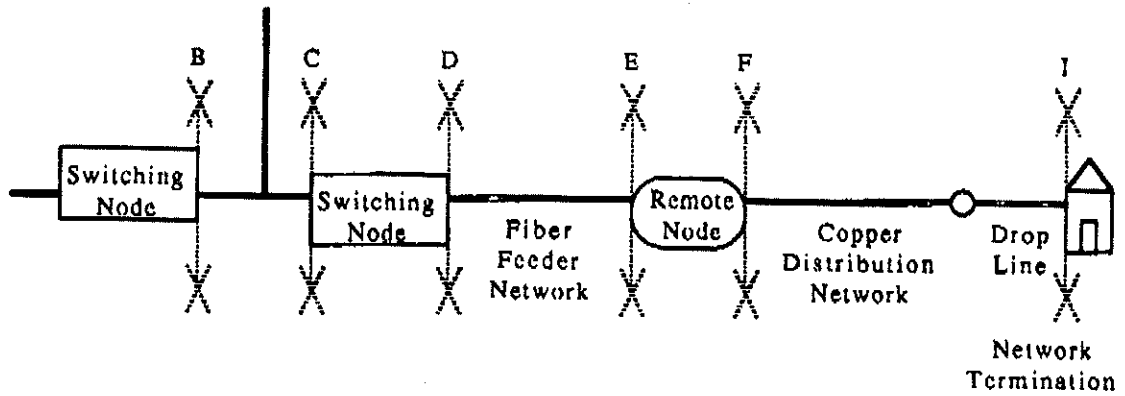 B C D E F I
Switching
Node
Switching
Node
Fiber
Feeder
Network
Remote
Node
Copper
Distribution
Network
Drop
Line
Network
Termination